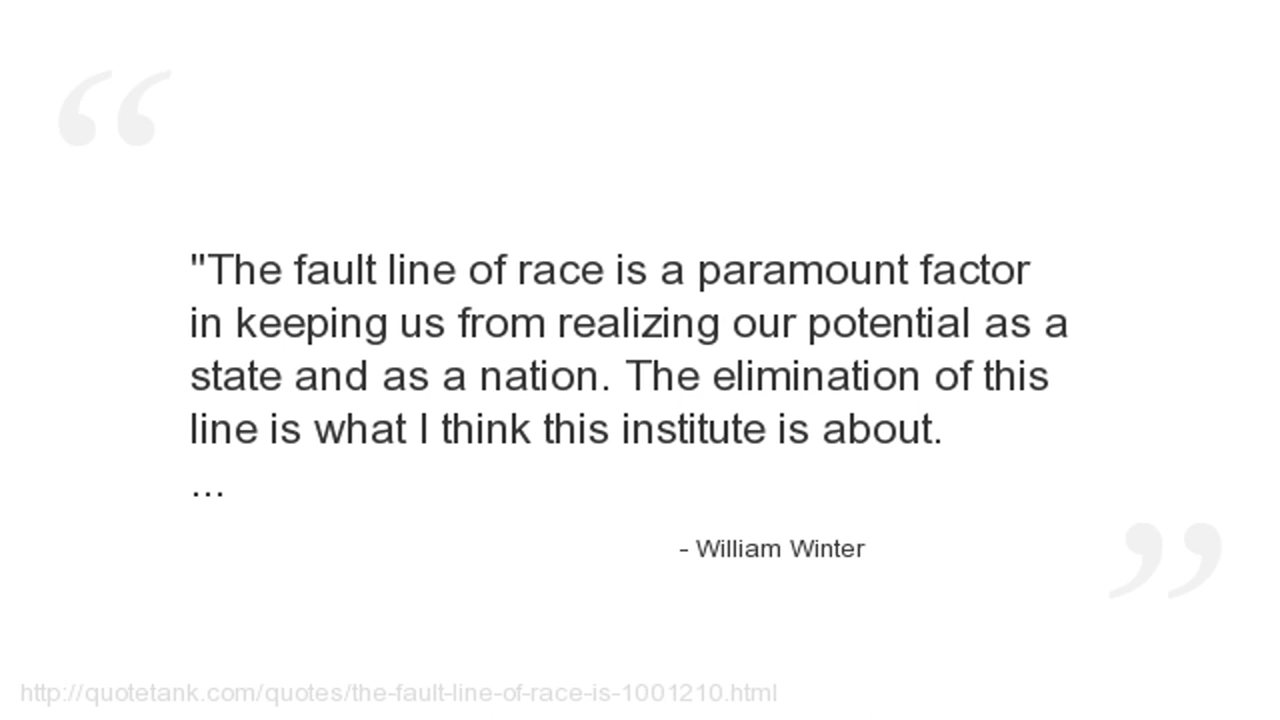 “
"The fault line of race is a paramount factor
in keeping us from realizing our potential as a
state and as a nation. The elimination of this
line is what I think this institute is about.
...
- William Winter
”
http://quotetank.com/quotes/the-fault-line-of-race-is-1001210.html